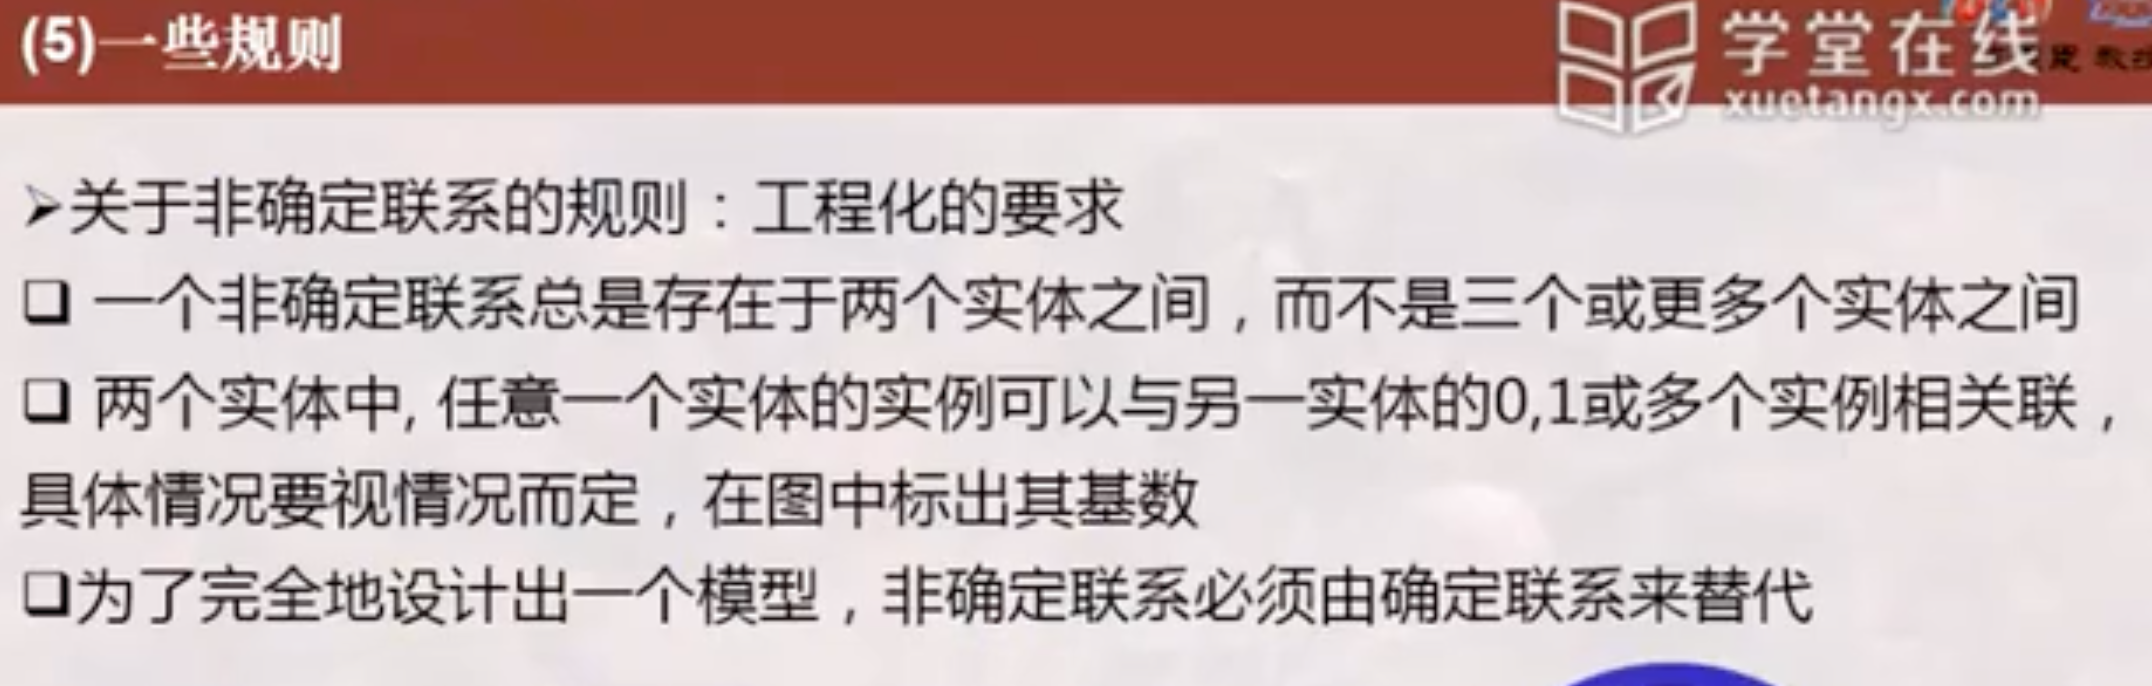 (5)一些规则
学堂在线
xuetangx.com
➢关于非确定联系的规则：工程化的要求
❑ 一个非确定联系总是存在于两个实体之间，而不是三个或更多个实体之间
❑ 两个实体中, 任意一个实体的实例可以与另一实体的0,1或多个实例相关联，
具体情况要视情况而定，在图中标出其基数
❑为了完全地设计出一个模型，非确定联系必须由确定联系来替代